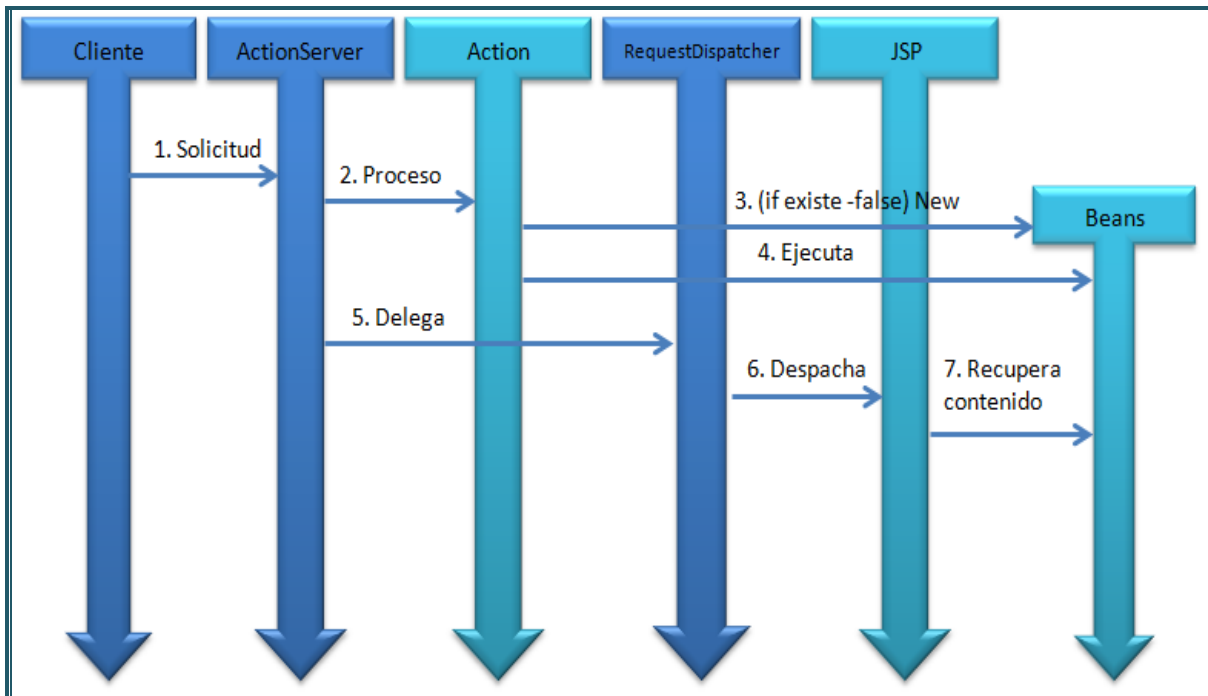 Cliente
ActionServer
Action
RequestDispatcher
JSP
1. Solicitud
2. Proceso
3. (if existe -false) New
Beans
4. Ejecuta
5. Delega
6. Despacha
7. Recupera
contenido